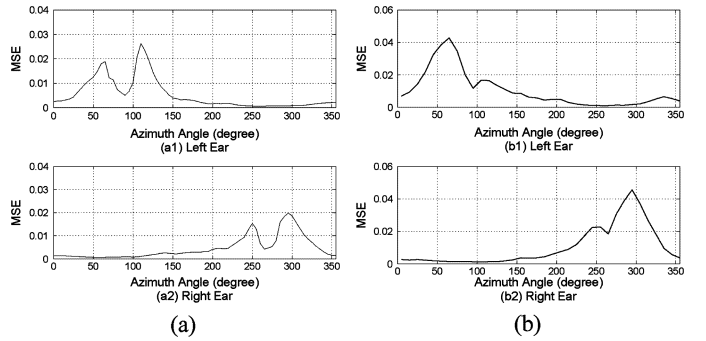 0.04
0.03
0.02
0.01
0
MSE
0 50 100 150 200 250 300 350
Azimuth Angle (degree)
(a1) Left Ear
0.06
0.04
0.02
0
MSE
0 50 100 150 200 250 300 350
Azimuth Angle (degree)
(b1) Left Ear
0.04
0.03
0.02
0.01
0
MSE
0 50 100 150 200 250 300 350
Azimuth Angle (degree)
(a2) Right Ear
0.06
0.04
0.02
0
MSE
0 50 100 150 200 250 300 350
Azimuth Angle (degree)
(b2) Right Ear
(a)
(b)